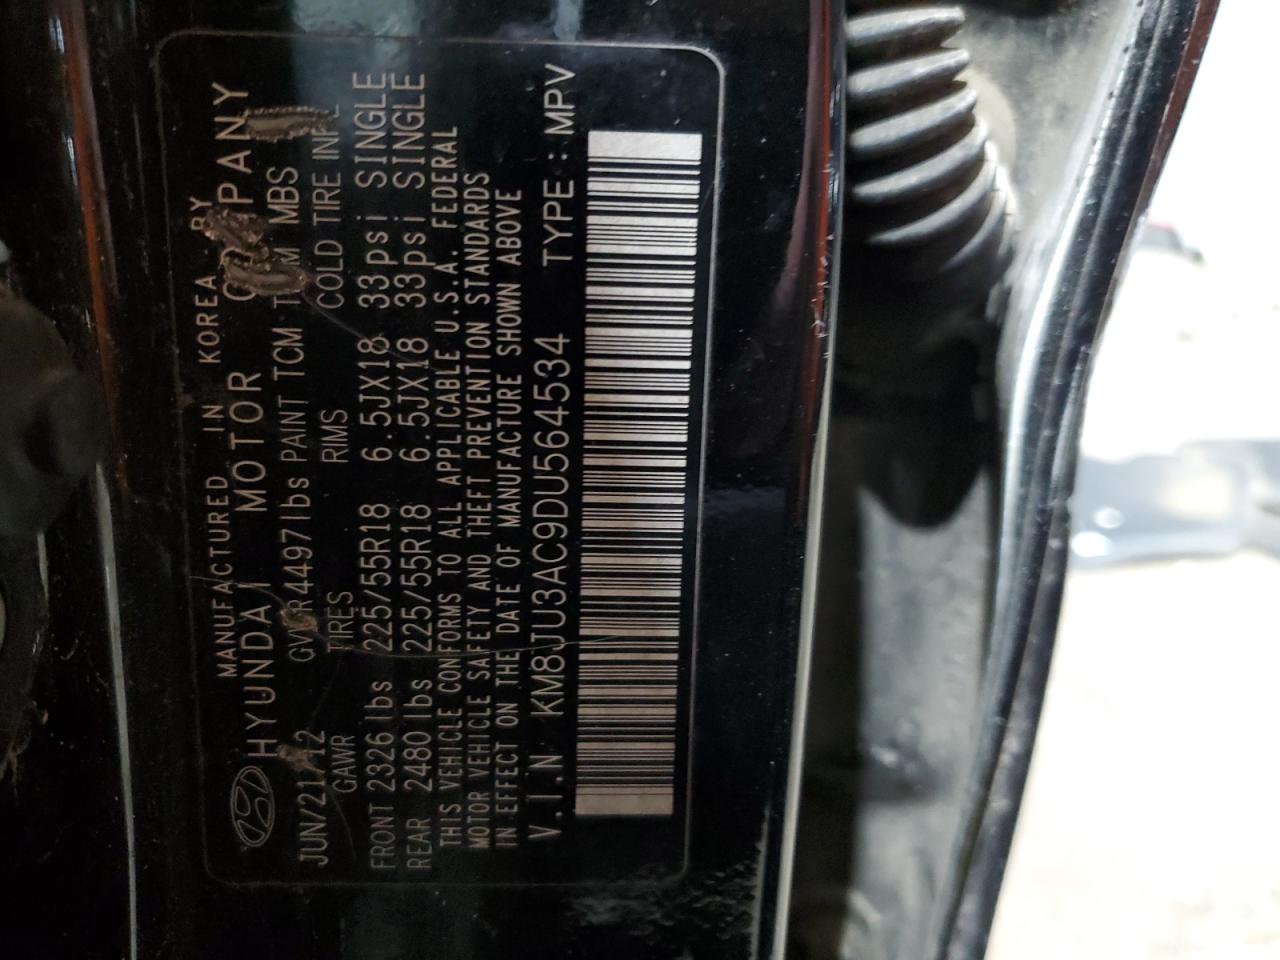 MANUFACTURED IN KOREA BY
HYUNDAI MOTOR
JUN/21/12 GVWR 4497lbs PAINT TCM TRIM MBS
GAWR TIRES RIMS COLD TIRE INFL
FRONT 2326lbs 225/55R18 6.5JX18 33psi SINGLE
REAR 2480lbs 225/55R18 6.5JX18 33psi SINGLE
THIS VEHICLE CONFORMS TO ALL APPLICABLE U.S.A. FEDERAL
MOTOR VEHICLE SAFETY AND THEFT PREVENTION STANDARDS
IN EFFECT ON THE DATE OF MANUFACTURE SHOWN ABOVE
V.I.N KM8JU3AC9DU564534 TYPE:MPV